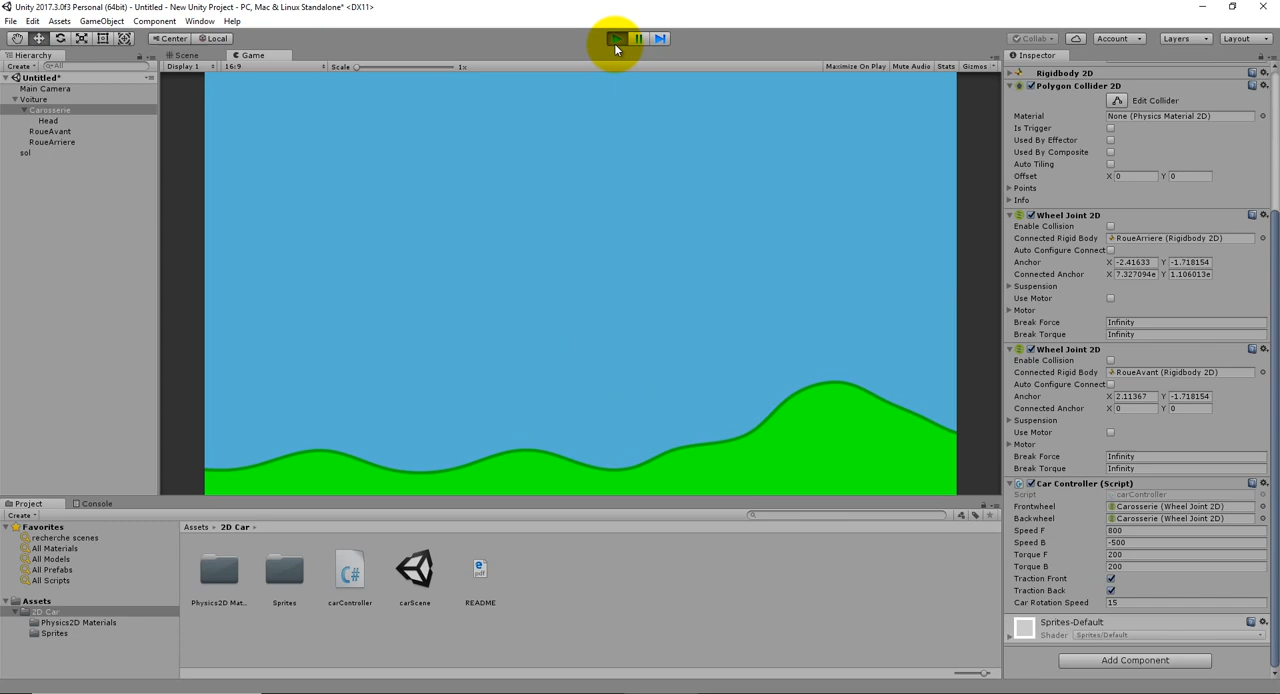 Unity 2017.3.0f3 Personal (64bit) - Untitled - New Unity Project - PC, Mac & Linux Standalone* <DX11>
File Edit Assets GameObject Component Window Help
Center Local Collab Account Layers Layout
Hierarchy Scene Game Inspector
Create All Display 1 16:9 Scale 1x Maximize On Play Mute Audio Stats Gizmos
Untitled*
Main Camera
Voiture
Carosserie
Head
RoueAvant
RoueArriere
sol
Rigidbody 2D
Polygon Collider 2D
Edit Collider
Material None (Physics Material 2D)
Is Trigger
Used By Effector
Used By Composite
Auto Tiling
Offset X 0 Y 0
Points
Info
Wheel Joint 2D
Enable Collision
Connected Rigid Body RoueArriere (Rigidbody 2D)
Auto Configure Connect
Anchor X -2.41633 Y -1.718154
Connected Anchor X 7.327094e Y 1.106013e
Suspension
Use Motor
Motor
Break Force Infinity
Break Torque Infinity
Wheel Joint 2D
Enable Collision
Connected Rigid Body RoueAvant (Rigidbody 2D)
Auto Configure Connect
Anchor X 2.11367 Y -1.718154
Connected Anchor X 0 Y 0
Suspension
Use Motor
Motor
Break Force Infinity
Break Torque Infinity
Car Controller (Script)
Script carController
Frontwheel Carosserie (Wheel Joint 2D)
Backwheel Carosserie (Wheel Joint 2D)
Speed F 800
Speed B -500
Torque F 200
Torque B 200
Traction Front
Traction Back
Car Rotation Speed 15
Sprites-Default
Shader Sprites/Default
Add Component
Project Console
Create
Favorites
recherche scenes
All Materials
All Models
All Prefabs
All Scripts
Assets
2D Car
Physics2D Materials
Sprites
Assets 2D Car
C# pdf
Physics2D Mat... Sprites carController carScene README